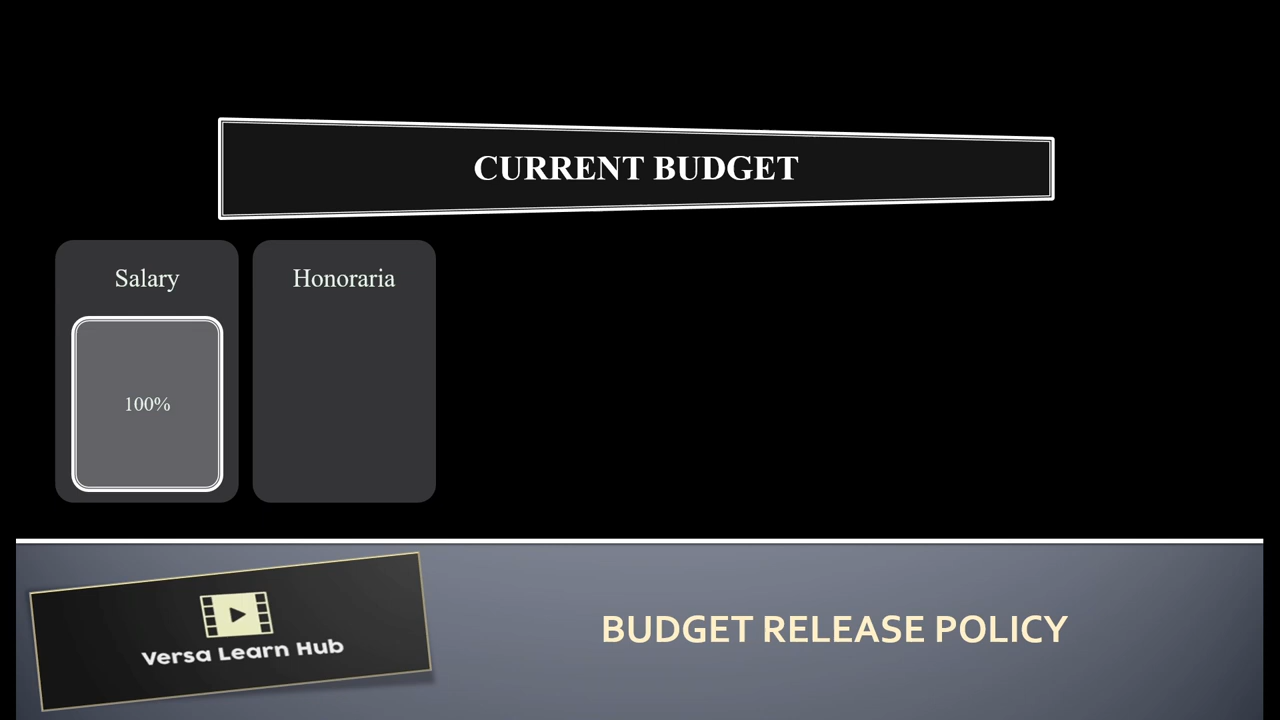 CURRENT BUDGET
Salary
Honoraria
100%
Versa Learn Hub
BUDGET RELEASE POLICY